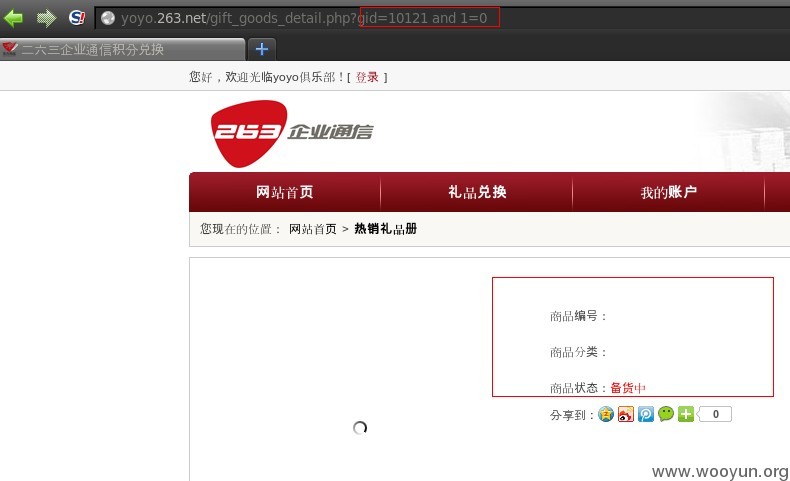 yoyo.263.net/gift_goods_detail.php?gid=10121 and 1=0
二六三企业通信积分兑换
您好，欢迎光临yoyo俱乐部！[ 登录 ]
263 企业通信
网站首页 礼品兑换 我的账户
您现在的位置： 网站首页 > 热销礼品册
商品编号：
商品分类：
商品状态：备货中
分享到： 0
www.wooyun.org